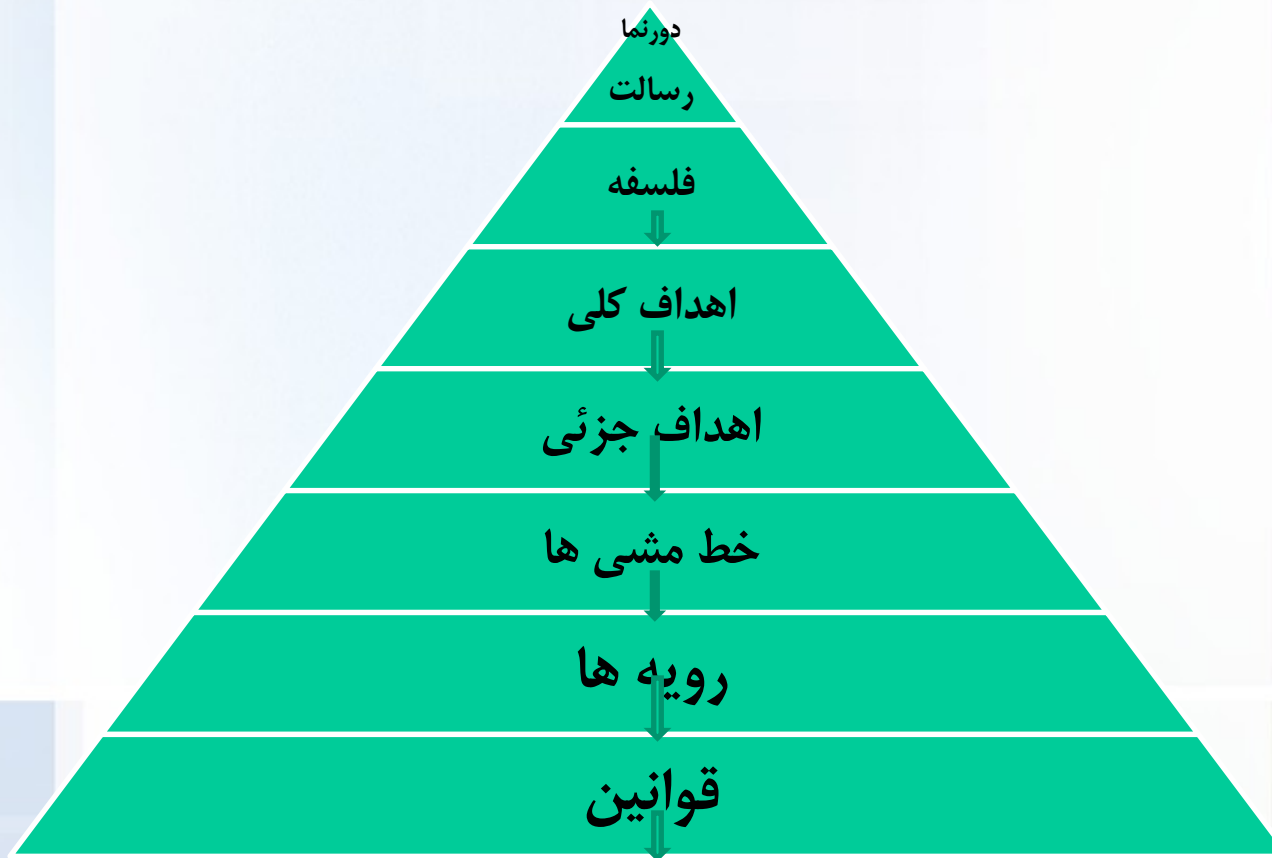 دورنما
رسالت
فلسفه
اهداف کلی
اهداف جزئی
خط مشی ها
رویه ها
قوانین